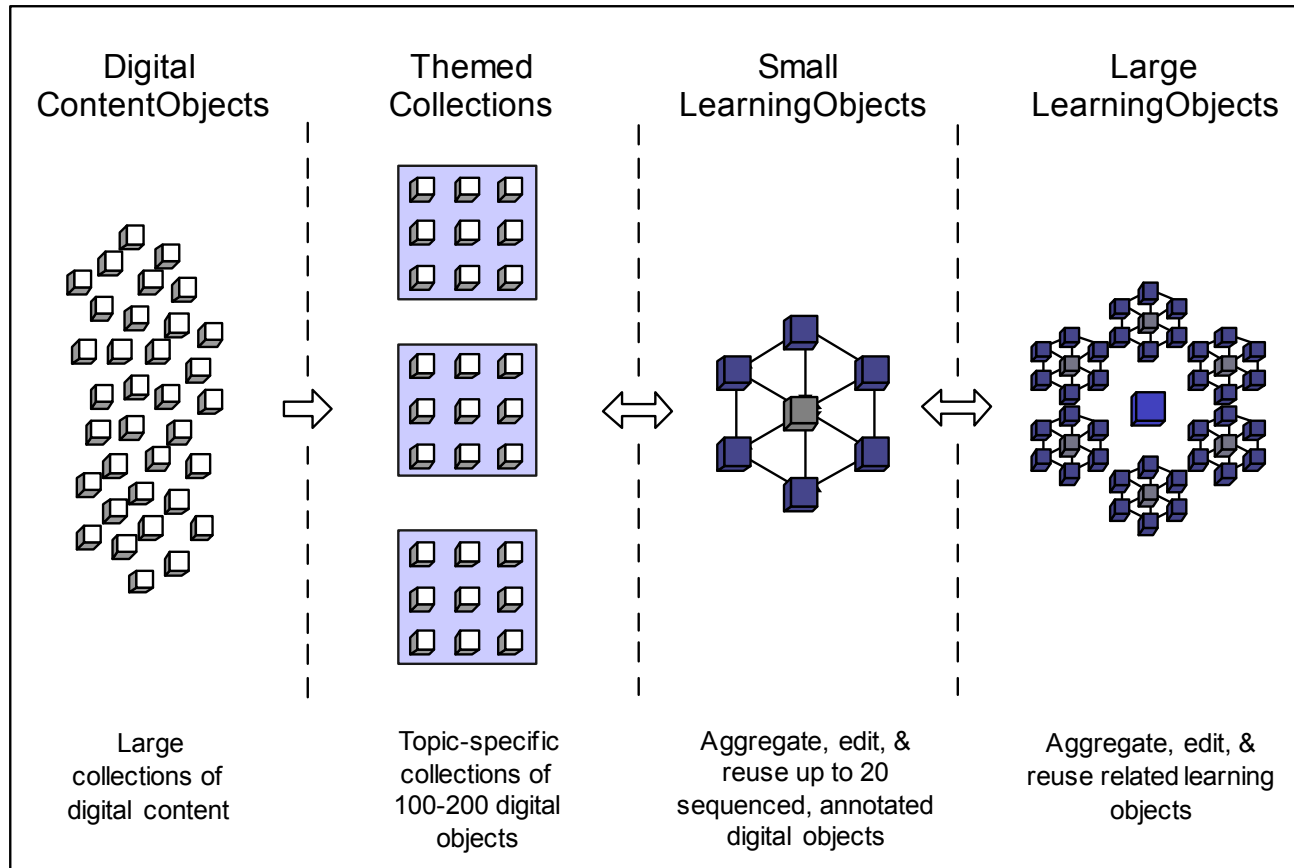 Digital
ContentObjects
Themed
Collections
Small
LearningObjects
Large
LearningObjects
Large
collections of
digital content
Topic-specific
collections of
100-200 digital
objects
Aggregate, edit, &
reuse up to 20
sequenced, annotated
digital objects
Aggregate, edit, &
reuse related learning
objects